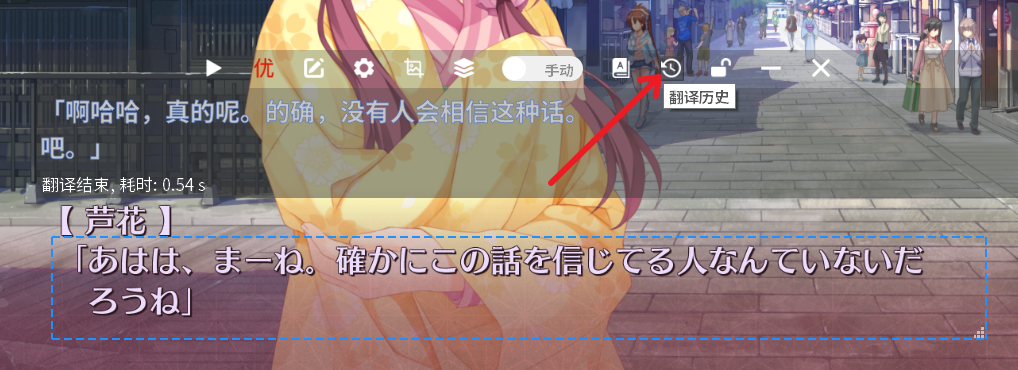 优
手动
翻译历史
「啊哈哈，真的呢。的确，没有人会相信这种话。
吧。」
翻译结束, 耗时: 0.54 s
【 芦花 】
「あはは、まーね。確かにこの話を信じてる人なんていないだ
ろうね」